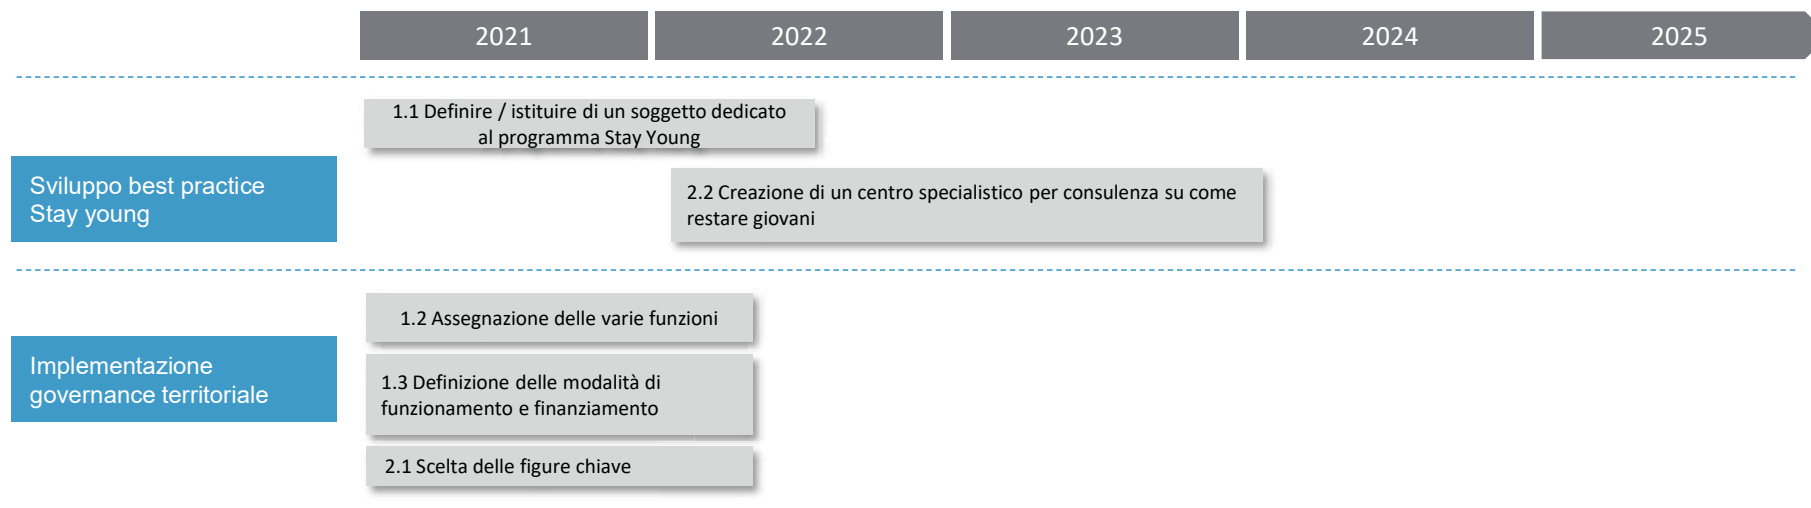 2021
2022
2023
2024
2025
1.1 Definire / istituire di un soggetto dedicato
al programma Stay Young
Sviluppo best practice
Stay young
2.2 Creazione di un centro specialistico per consulenza su come
restare giovani
1.2 Assegnazione delle varie funzioni
Implementazione
governance territoriale
1.3 Definizione delle modalità di
funzionamento e finanziamento
2.1 Scelta delle figure chiave